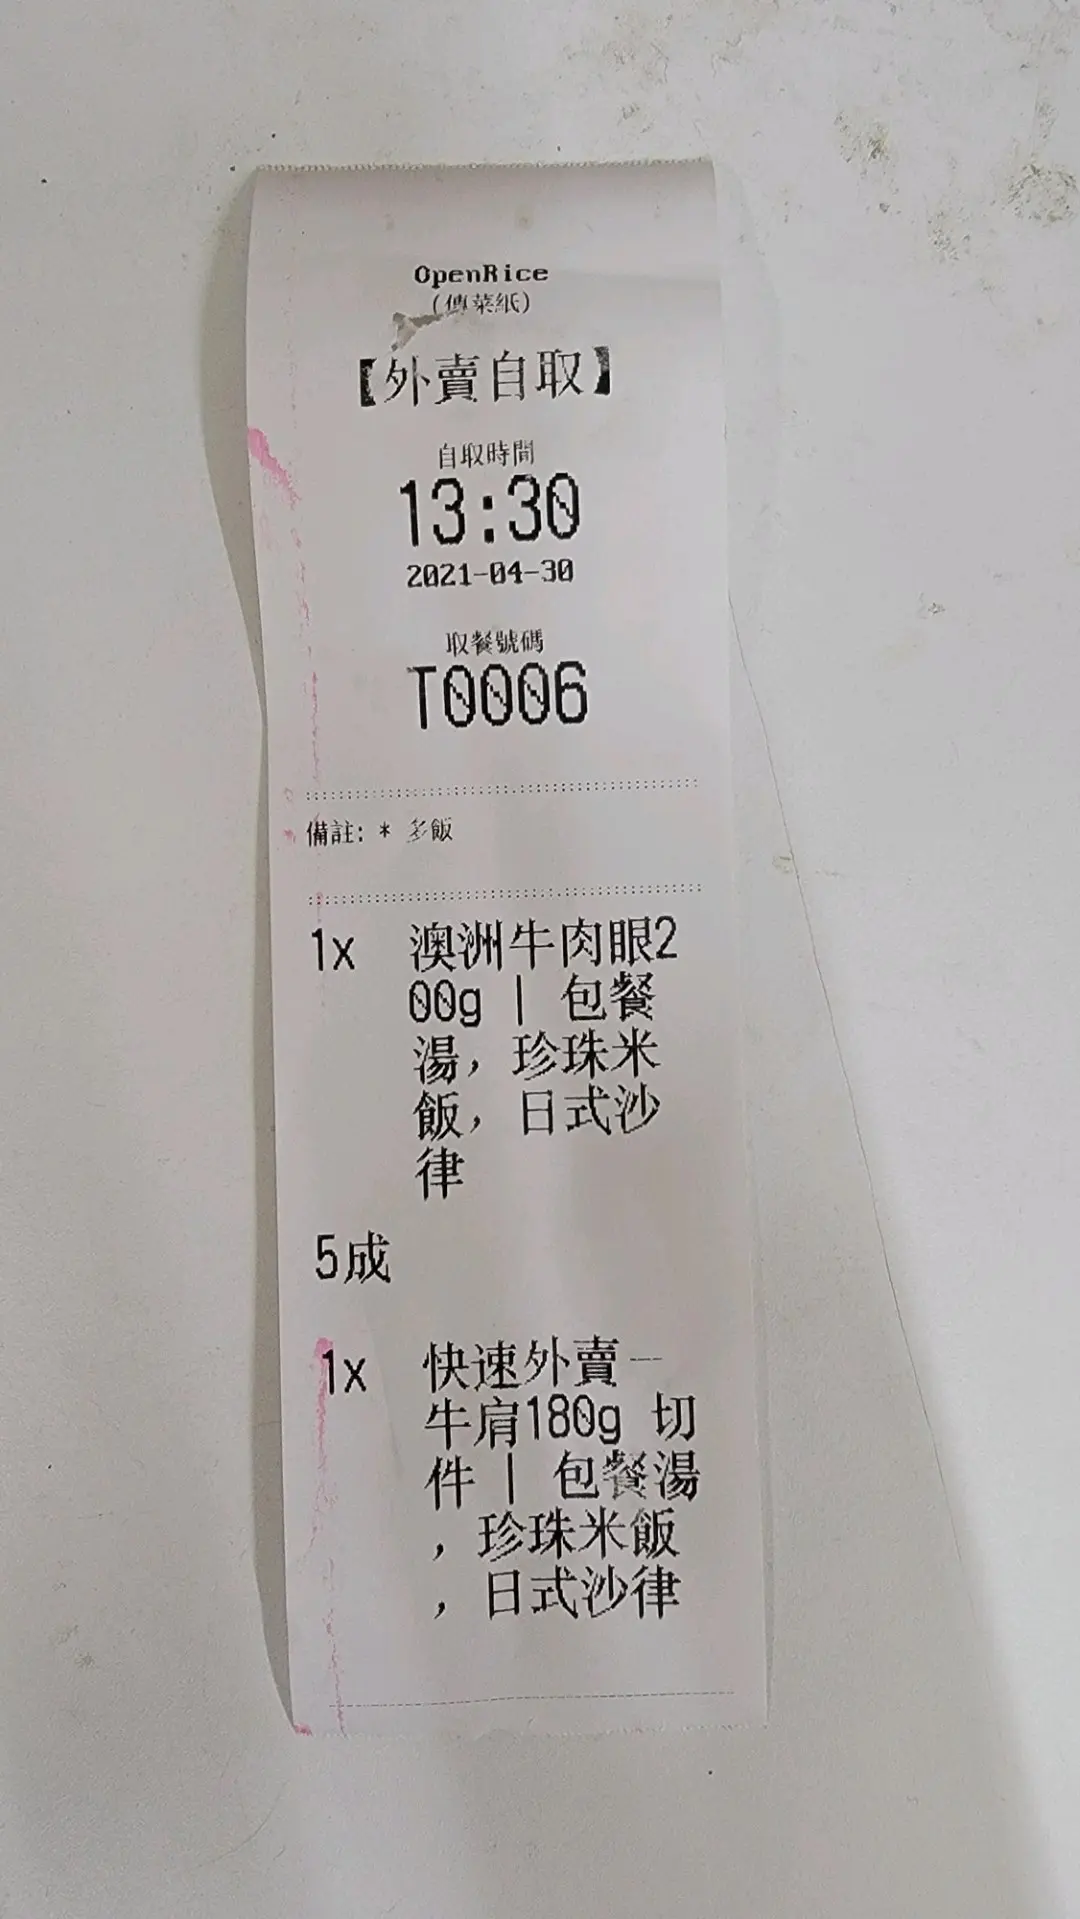 OpenRice
(傳菜紙)
【外賣自取】
自取時間
13:30
2021-04-30
取餐號碼
T0006
備註: * 多飯
1x 澳洲牛肉眼2
00g | 包餐
湯, 珍珠米
飯, 日式沙
律
5成
1x 快速外賣—
牛肩180g 切
件 | 包餐湯
, 珍珠米飯
, 日式沙律